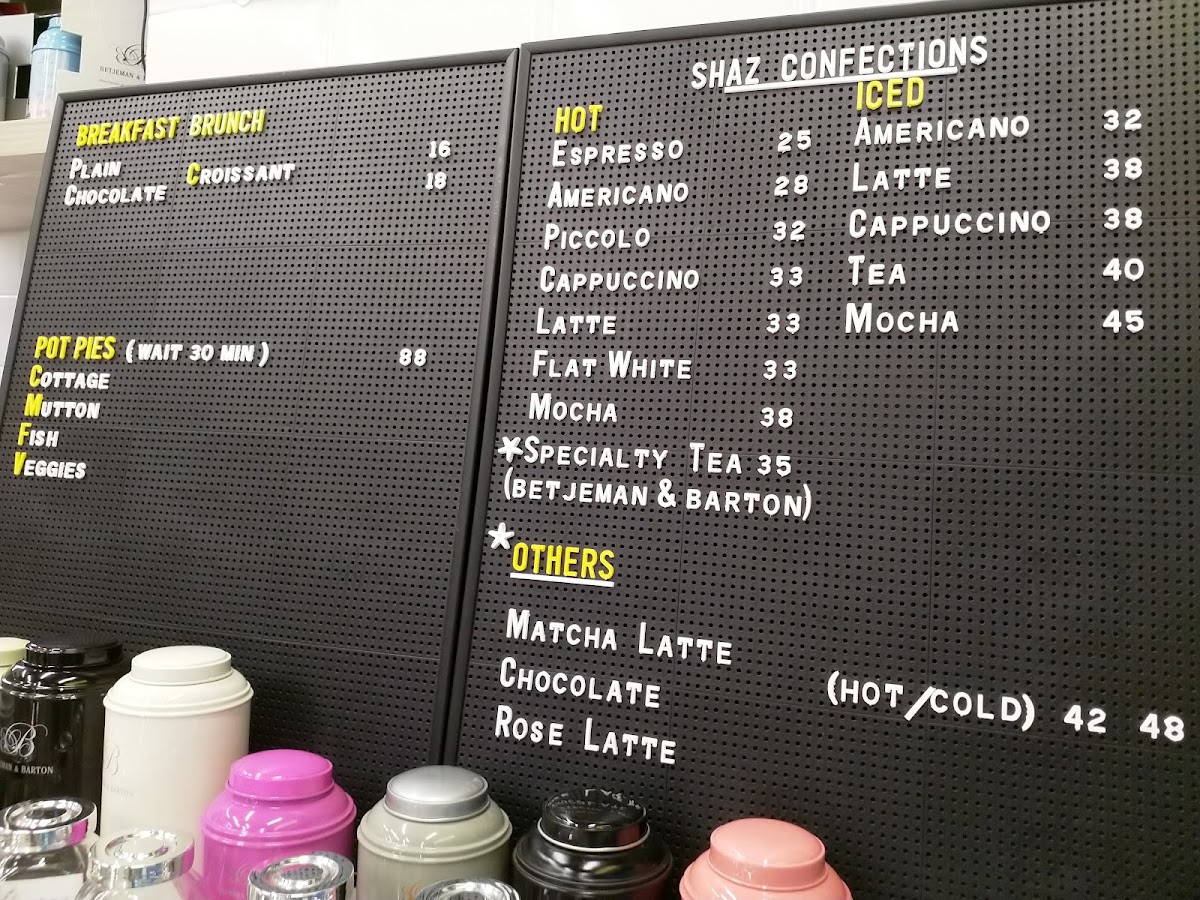 BETJEMAN &
BREAKFAST BRUNCH
PLAIN CROISSANT 16
CHOCOLATE 18
POT PIES (WAIT 30 MIN) 88
COTTAGE
MUTTON
FISH
VEGGIES
SHAZ CONFECTIONS
HOT
ESPRESSO 25
AMERICANO 28
PICCOLO 32
CAPPUCCINO 33
LATTE 33
FLAT WHITE 33
MOCHA 38
*SPECIALTY TEA 35
(BETJEMAN & BARTON)
ICED
AMERICANO 32
LATTE 38
CAPPUCCINO 38
TEA 40
MOCHA 45
*OTHERS
MATCHA LATTE
CHOCOLATE (HOT/COLD) 42 48
ROSE LATTE
B
MAN & BARTON